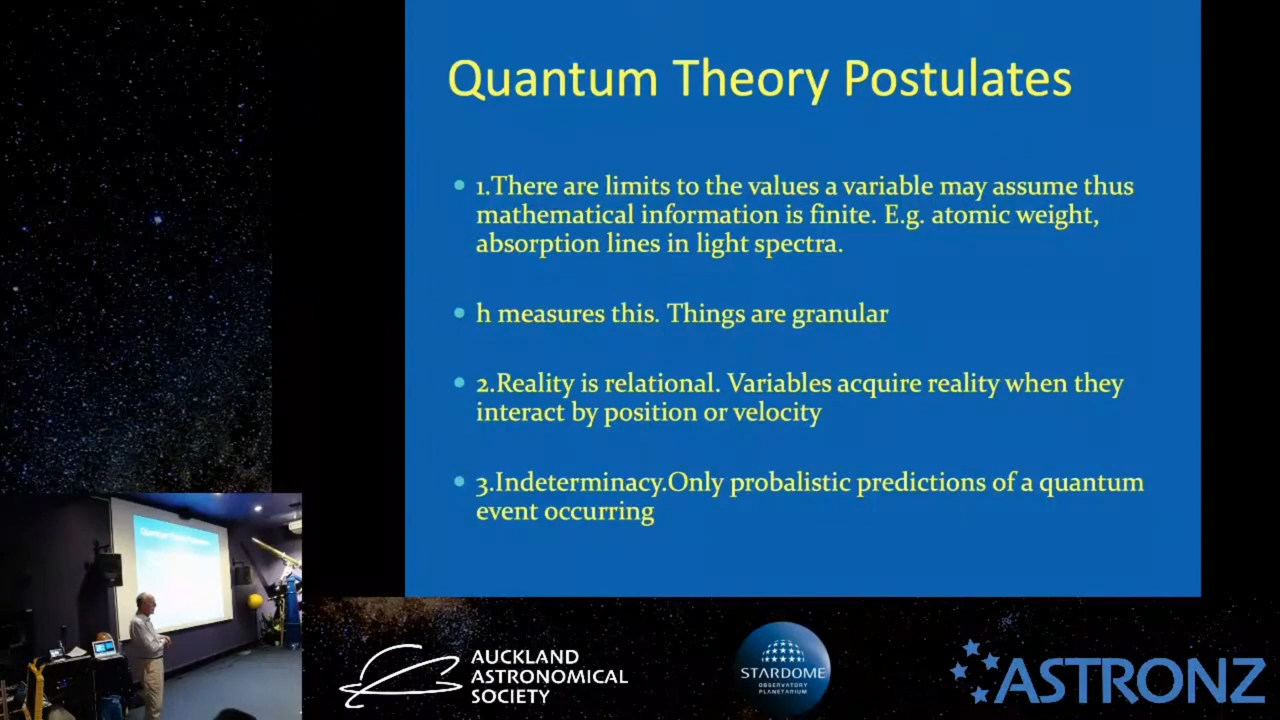 Quantum Theory Postulates
• 1.There are limits to the values a variable may assume thus
mathematical information is finite. E.g. atomic weight,
absorption lines in light spectra.
• h measures this. Things are granular
• 2.Reality is relational. Variables acquire reality when they
interact by position or velocity
• 3.Indeterminacy.Only probalistic predictions of a quantum
event occurring
AUCKLAND
ASTRONOMICAL
SOCIETY
STARDOME
OBSERVATORY
PLANETARIUM
ASTRONZ